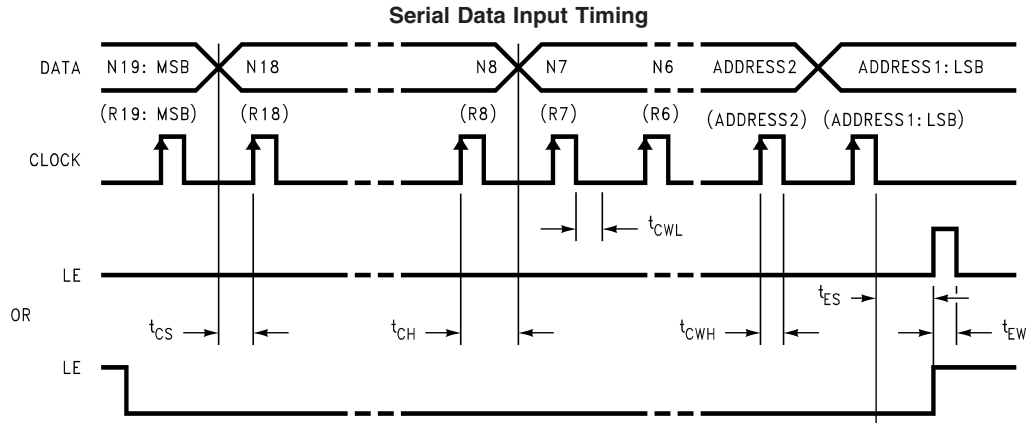 Serial Data Input Timing
DATA N19: MSB N18 N8 N7 N6 ADDRESS2 ADDRESS1:LSB
(R19: MSB) (R18) (R8) (R7) (R6) (ADDRESS2) (ADDRESS1:LSB)
CLOCK
tCWL
LE
tES
OR
tCS tCH tCWH tEW
LE